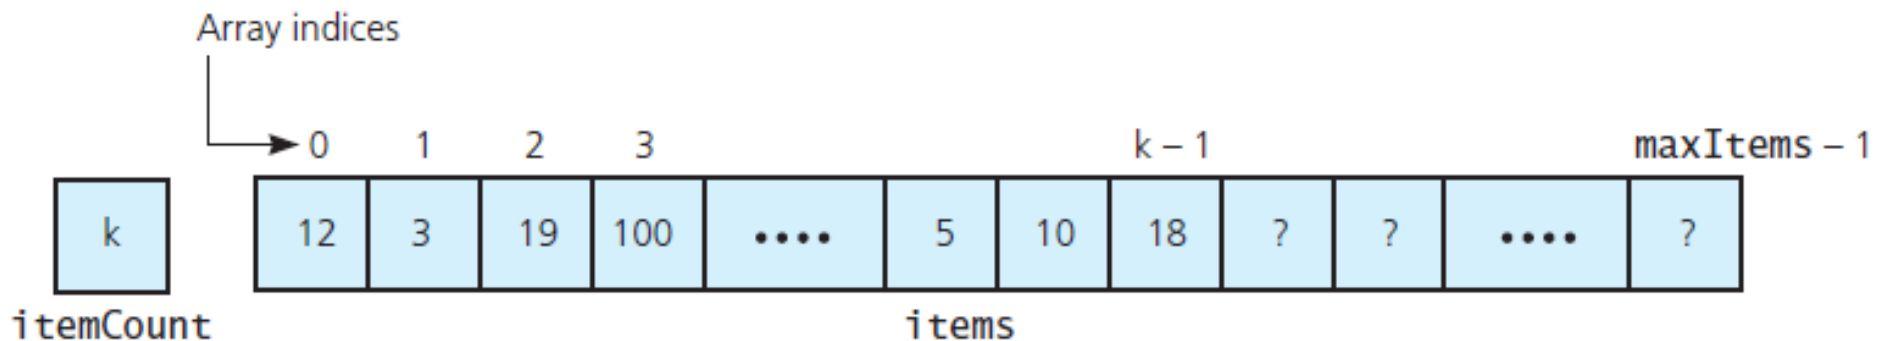 Array indices
0 1 2 3 k – 1 maxItems – 1
k 12 3 19 100 •••• 5 10 18 ? ? •••• ?
itemCount items